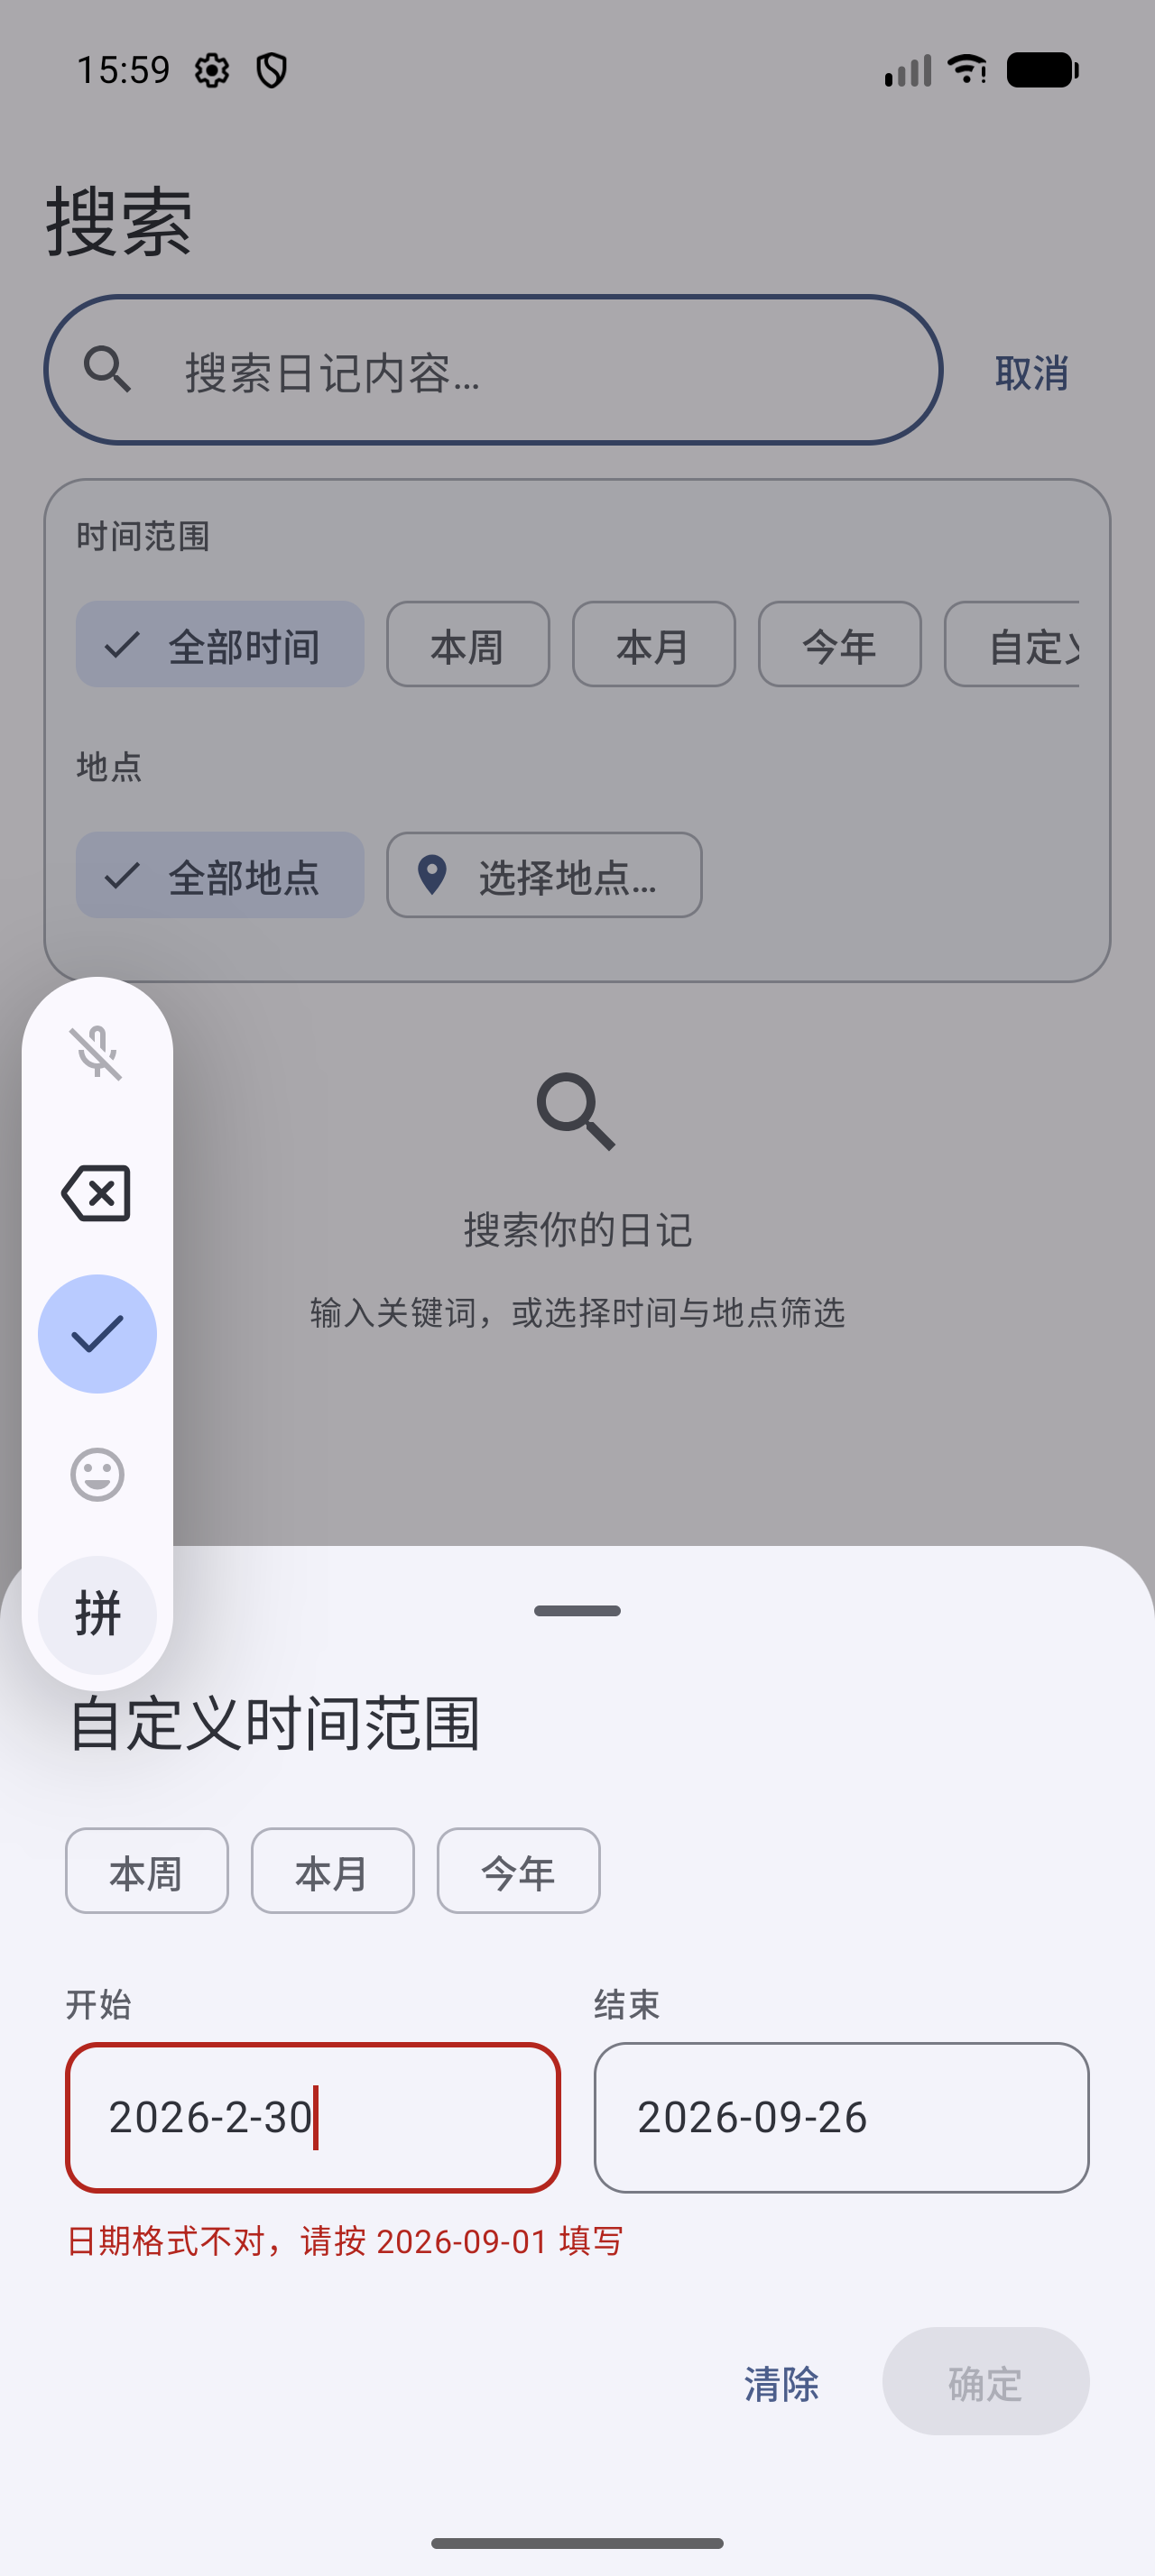 15:59
搜索
搜索日记内容…
取消
时间范围
全部时间
本周
本月
今年
自定
地点
全部地点
选择地点…
搜索你的日记
输入关键词，或选择时间与地点筛选
拼
自定义时间范围
本周
本月
今年
开始
结束
2026-2-30
2026-09-26
日期格式不对，请按 2026-09-01 填写
清除
确定